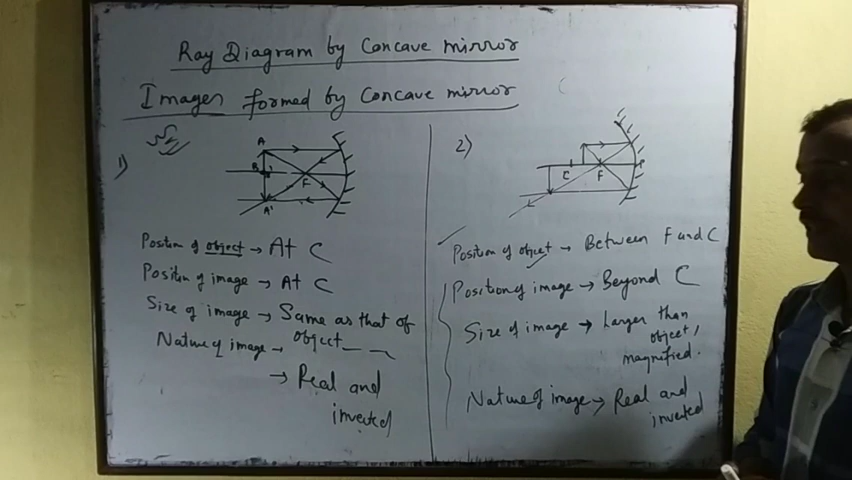 Ray Diagram by Concave mirror
Images formed by Concave mirror
1)
A
B
F
A'
Position of object → At C
Position of image → At C
Size of image → Same as that of
object
Nature of image
→ Real and
inverted
2)
C
F
P
Position of object → Between F and C
Position of image → Beyond C
Size of image → Larger than
object,
magnified.
Nature of image → Real and
inverted